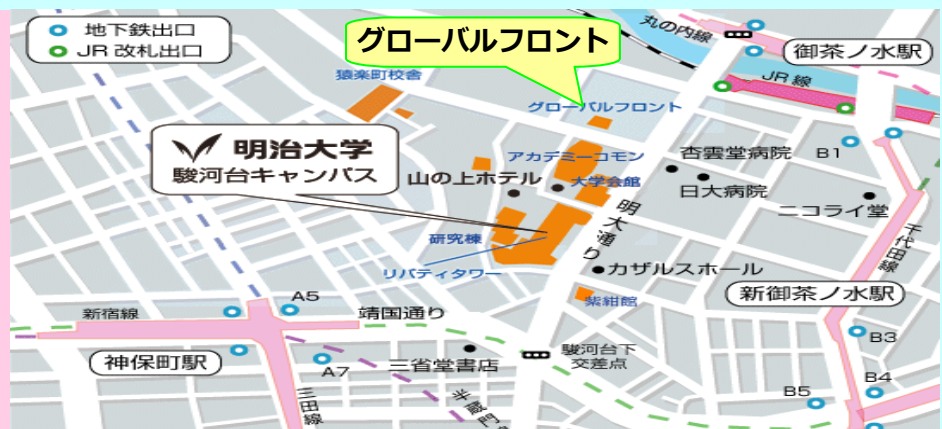 地下鉄出口
JR 改札出口
グローバルフロント
丸の内線
御茶ノ水駅
JR 線
猿楽町校舎
グローバルフロント
明治大学
駿河台キャンパス
アカデミーコモン
杏雲堂病院
B1
山の上ホテル
大学会館
日大病院
ニコライ堂
明大通り
研究棟
千代田線
リバティタワー
カザルスホール
紫紺館
新御茶ノ水駅
新宿線
A5
靖国通り
神保町駅
A7
三省堂書店
駿河台下
交差点
B3
三田線
半蔵門
B5
B4